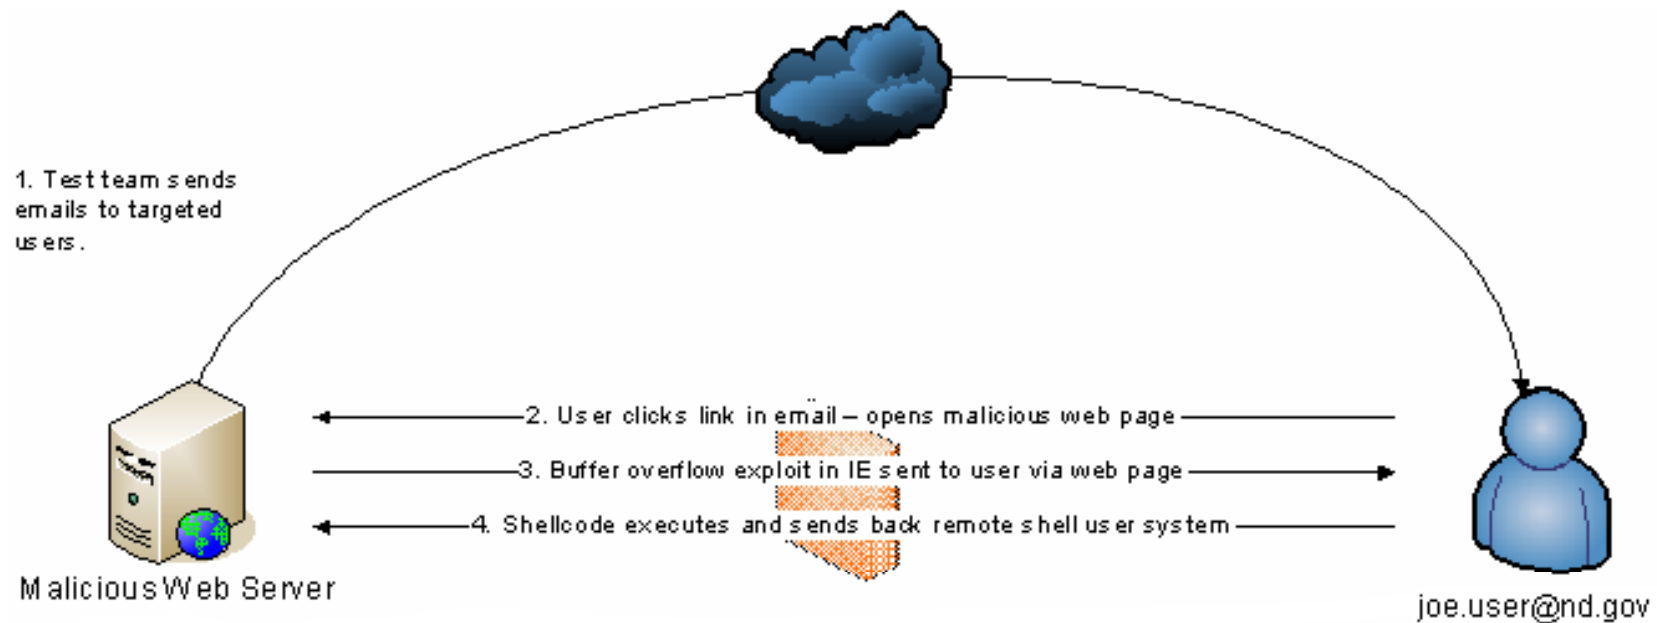 1. Test team sends
emails to targeted
users.
2. User clicks link in email – opens malicious web page
3. Buffer overflow exploit in IE sent to user via web page
4. Shellcode executes and sends back remote shell user system
Malicious Web Server
joe.user@nd.gov